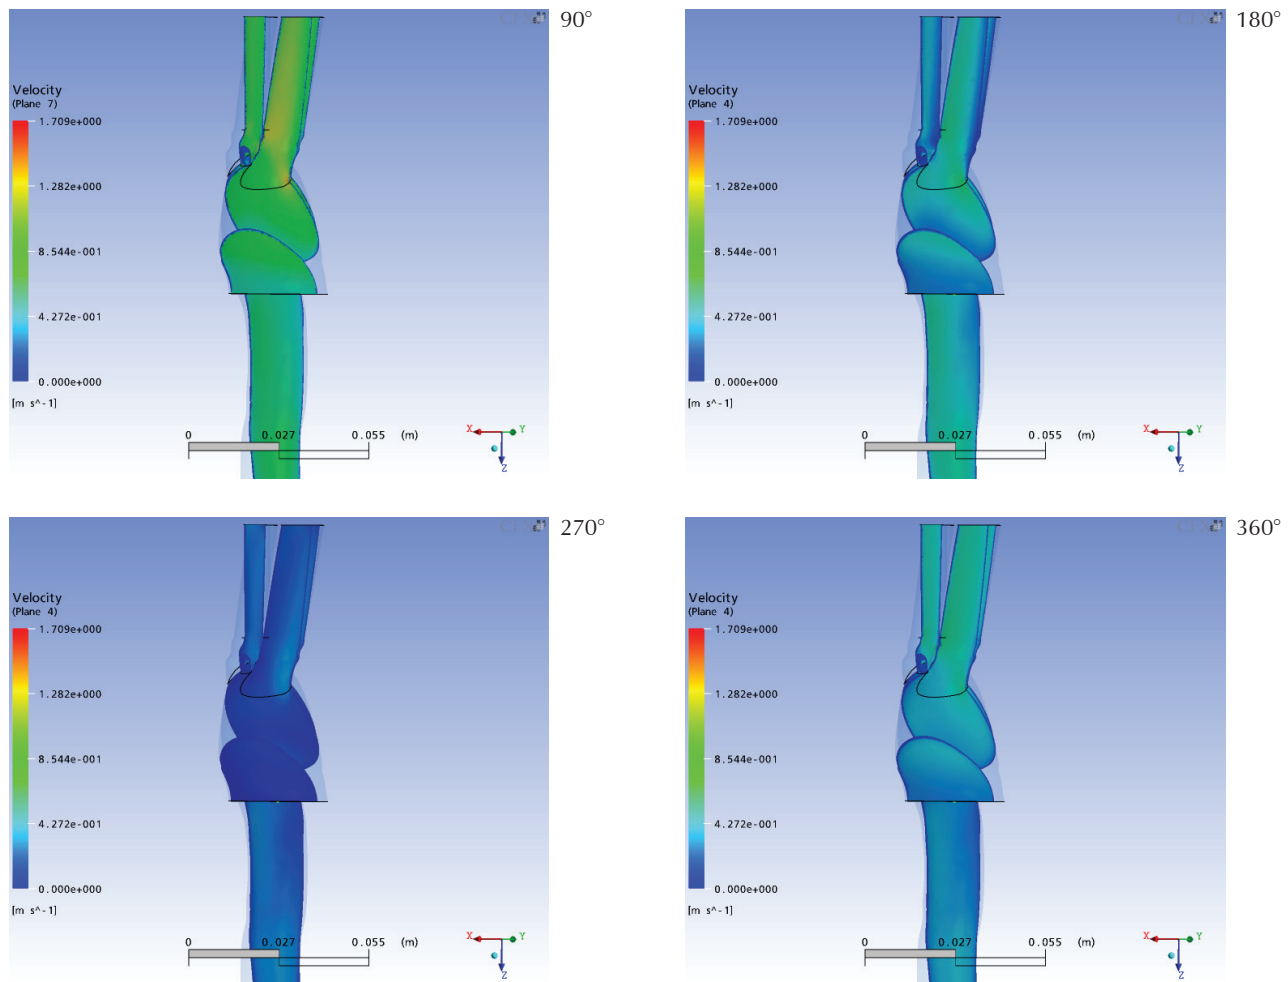 90°
Velocity
(Plane 7)
1.709e+000
1.282e+000
8.544e-001
4.272e-001
0.000e+000
[m s^-1]
0 0.027 0.055 (m)
X Y
Z
180°
Velocity
(Plane 4)
1.709e+000
1.282e+000
8.544e-001
4.272e-001
0.000e+000
[m s^-1]
0 0.027 0.055 (m)
X Y
Z
270°
Velocity
(Plane 4)
1.709e+000
1.282e+000
8.544e-001
4.272e-001
0.000e+000
[m s^-1]
0 0.027 0.055 (m)
X Y
Z
360°
Velocity
(Plane 4)
1.709e+000
1.282e+000
8.544e-001
4.272e-001
0.000e+000
[m s^-1]
0 0.027 0.055 (m)
X Y
Z